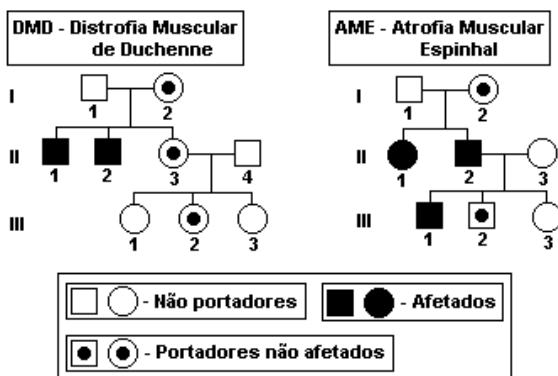 DMD - Distrofia Muscular
de Duchenne
I
1
2
II
1
2
3
4
III
1
2
3
AME - Atrofia Muscular
Espinhal
I
1
2
II
1
2
3
III
1
2
3
- Não portadores
- Afetados
- Portadores não afetados